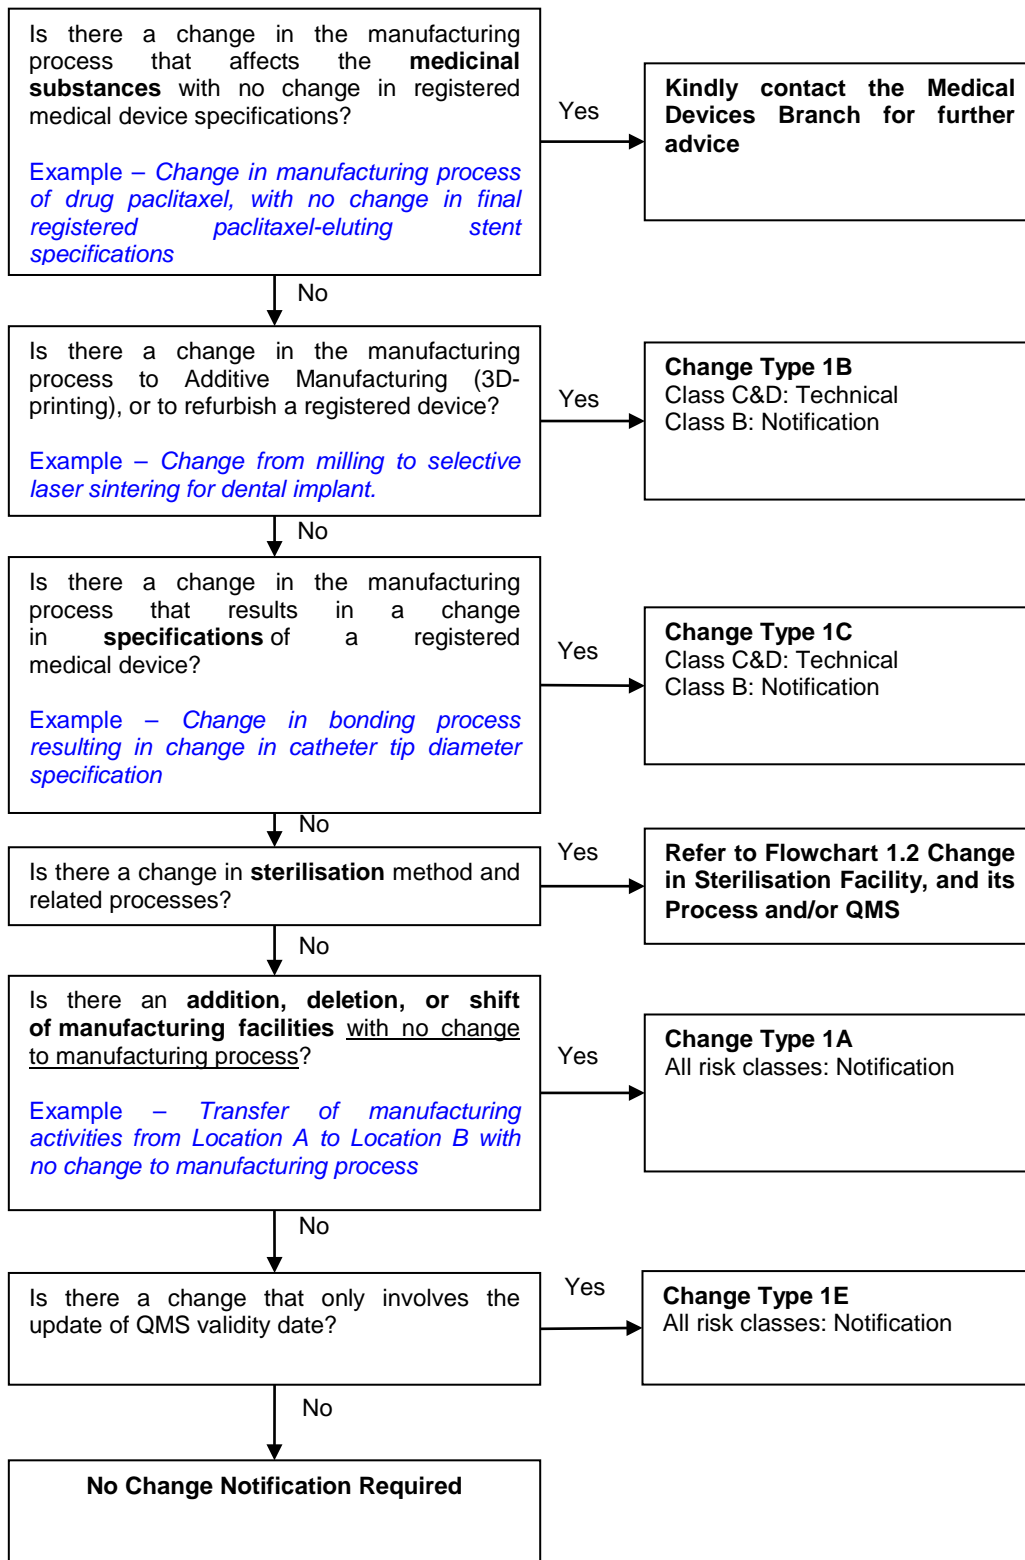 Is there a change in the manufacturing
process that affects the medicinal
substances with no change in registered
medical device specifications?
Example – Change in manufacturing process
of drug paclitaxel, with no change in final
registered paclitaxel-eluting stent
specifications
Yes
Kindly contact the Medical
Devices Branch for further
advice
No
Is there a change in the manufacturing
process to Additive Manufacturing (3D-
printing), or to refurbish a registered device?
Example – Change from milling to selective
laser sintering for dental implant.
Yes
Change Type 1B
Class C&D: Technical
Class B: Notification
No
Is there a change in the manufacturing
process that results in a change
in specifications of a registered
medical device?
Example – Change in bonding process
resulting in change in catheter tip diameter
specification
Yes
Change Type 1C
Class C&D: Technical
Class B: Notification
No
Is there a change in sterilisation method and
related processes?
Yes
Refer to Flowchart 1.2 Change
in Sterilisation Facility, and its
Process and/or QMS
No
Is there an addition, deletion, or shift
of manufacturing facilities with no change
to manufacturing process?
Example – Transfer of manufacturing
activities from Location A to Location B with
no change to manufacturing process
Yes
Change Type 1A
All risk classes: Notification
No
Is there a change that only involves the
update of QMS validity date?
Yes
Change Type 1E
All risk classes: Notification
No
No Change Notification Required